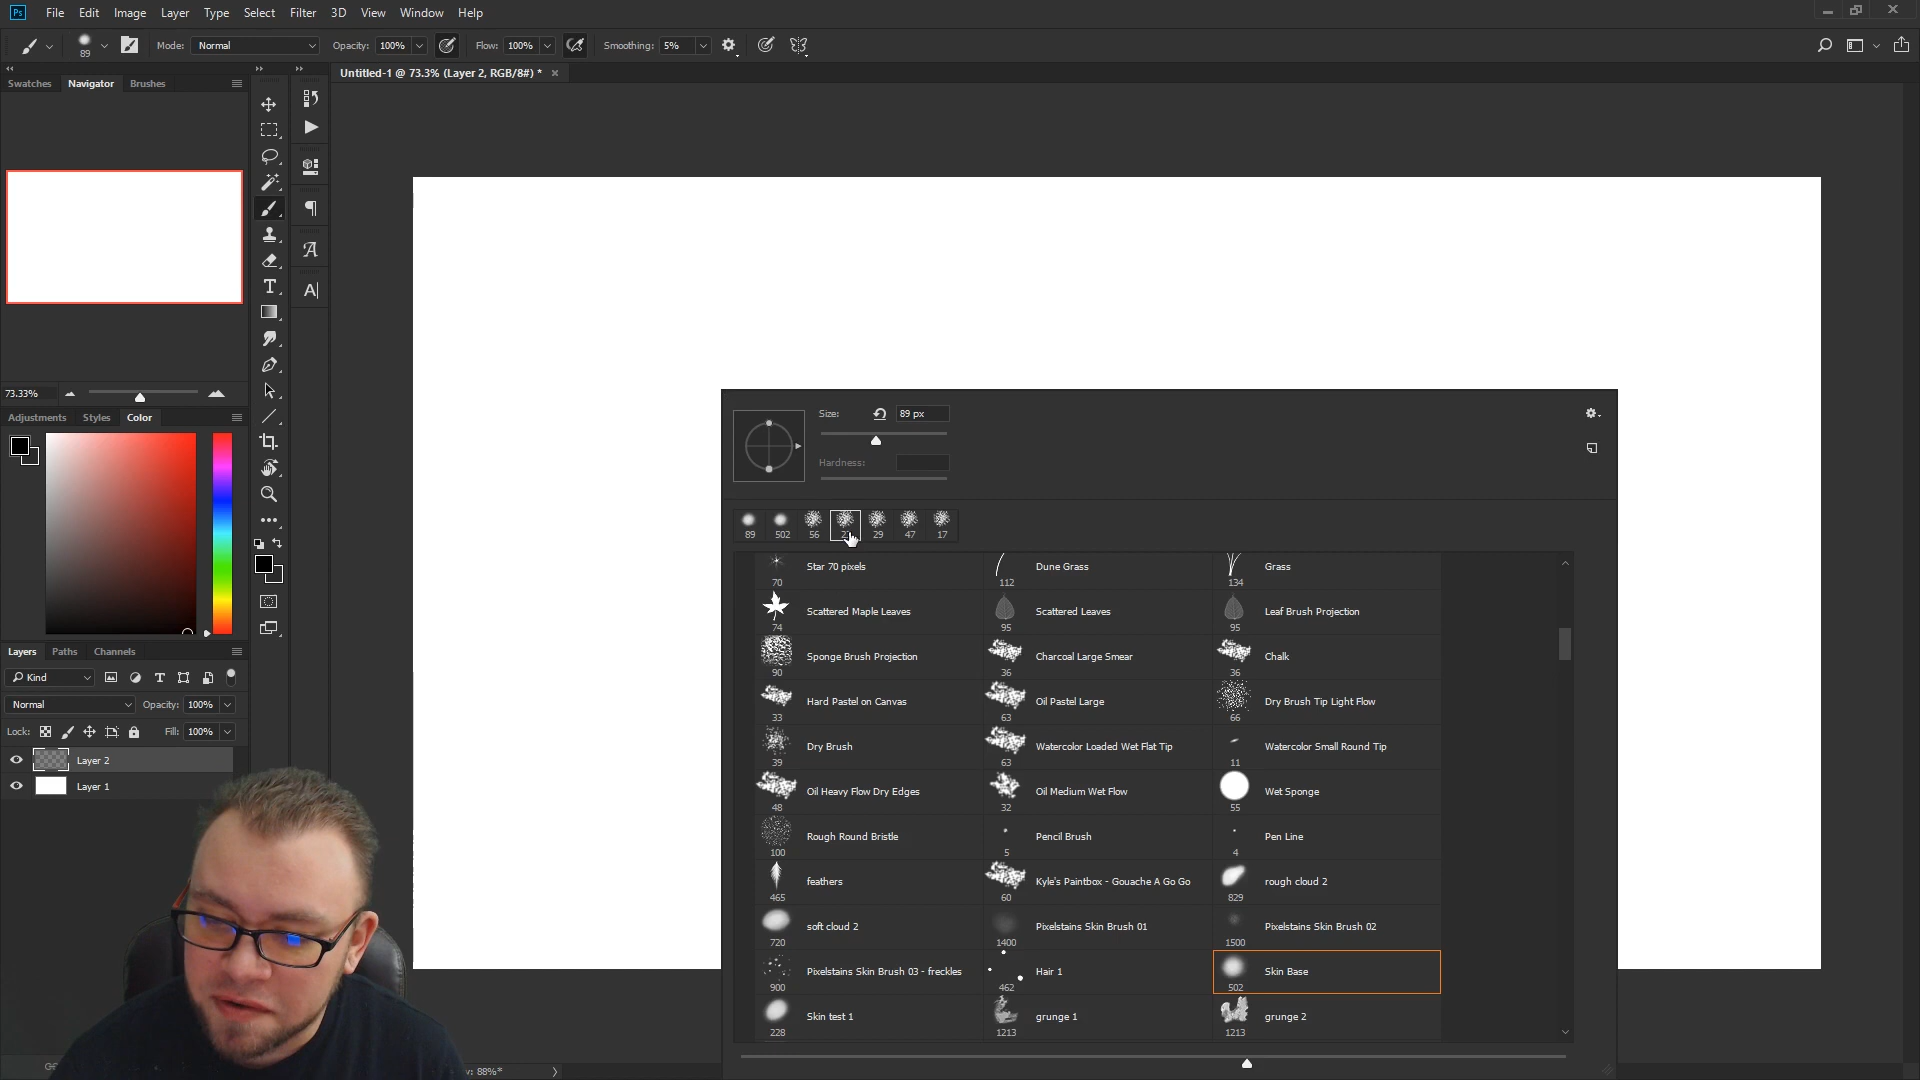 Ps File Edit Image Layer Type Select Filter 3D View Window Help
89 Mode: Normal Opacity: 100% Flow: 100% Smoothing: 5%
Swatches Navigator Brushes
Untitled-1 @ 73.3% (Layer 2, RGB/8#) *
73.33%
Adjustments Styles Color
Layers Paths Channels
Kind
Normal Opacity: 100%
Lock: Fill: 100%
Layer 2
Layer 1
Size: 89 px
Hardness:
89 502 56 29 47 17
Star 70 pixels Dune Grass Grass
70 112 134
Scattered Maple Leaves Scattered Leaves Leaf Brush Projection
74 95 95
Sponge Brush Projection Charcoal Large Smear Chalk
90 36 36
Hard Pastel on Canvas Oil Pastel Large Dry Brush Tip Light Flow
33 63 66
Dry Brush Watercolor Loaded Wet Flat Tip Watercolor Small Round Tip
39 63 11
Oil Heavy Flow Dry Edges Oil Medium Wet Flow Wet Sponge
48 32 55
Rough Round Bristle Pencil Brush Pen Line
100 5 4
feathers Kyle's Paintbox - Gouache A Go Go rough cloud 2
465 60 829
soft cloud 2 Pixelstains Skin Brush 01 Pixelstains Skin Brush 02
720 1400 1500
Pixelstains Skin Brush 03 - freckles Hair 1 Skin Base
900 462 502
Skin test 1 grunge 1 grunge 2
228 1213 1213
88%*